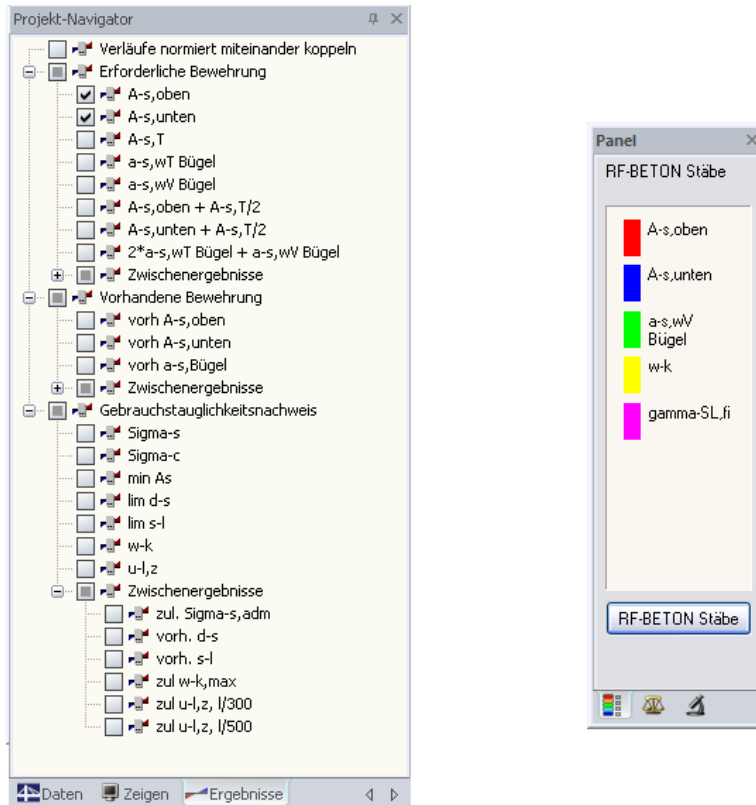 Projekt-Navigator
Verläufe normiert miteinander koppeln
Erforderliche Bewehrung
A-s,oben
A-s,unten
A-s,T
a-s,wT Bügel
a-s,wV Bügel
A-s,oben + A-s,T/2
A-s,unten + A-s,T/2
2*a-s,wT Bügel + a-s,wV Bügel
Zwischenergebnisse
Vorhandene Bewehrung
vorh A-s,oben
vorh A-s,unten
vorh a-s,Bügel
Zwischenergebnisse
Gebrauchstauglichkeitsnachweis
Sigma-s
Sigma-c
min As
lim d-s
lim s-l
w-k
u-l,z
Zwischenergebnisse
zul. Sigma-s,adm
vorh. d-s
vorh. s-l
zul w-k,max
zul u-l,z, l/300
zul u-l,z, l/500
Daten
Zeigen
Ergebnisse
Panel
RF-BETON Stäbe
A-s,oben
A-s,unten
a-s,wV
Bügel
w-k
gamma-SL,fi
RF-BETON Stäbe